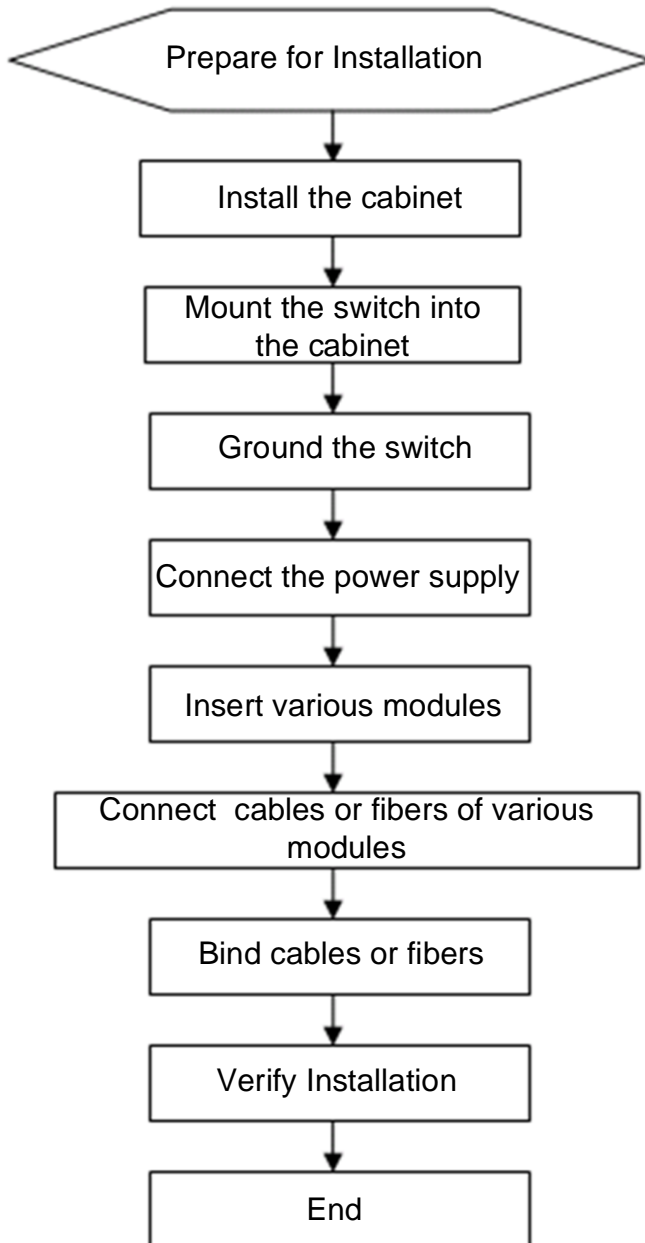 Prepare for Installation
Install the cabinet
Mount the switch into
the cabinet
Ground the switch
Connect the power supply
Insert various modules
Connect cables or fibers of various
modules
Bind cables or fibers
Verify Installation
End